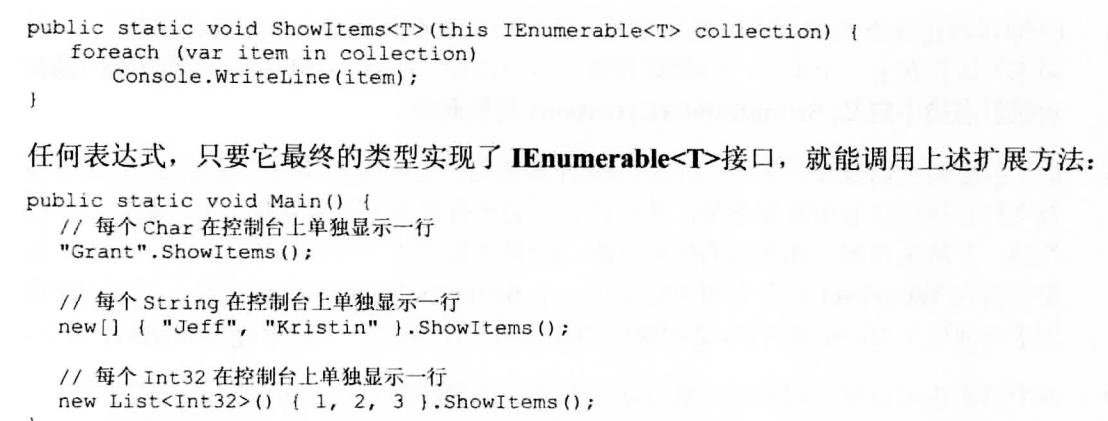 public static void ShowItems<T>(this IEnumerable<T> collection) {
foreach (var item in collection)
Console.WriteLine(item);
}
任何表达式，只要它最终的类型实现了 IEnumerable<T>接口，就能调用上述扩展方法：
public static void Main() {
// 每个 Char 在控制台上单独显示一行
"Grant".ShowItems();
// 每个 String 在控制台上单独显示一行
new[] { "Jeff", "Kristin" }.ShowItems();
// 每个 Int32 在控制台上单独显示一行
new List<Int32>() { 1, 2, 3 }.ShowItems();